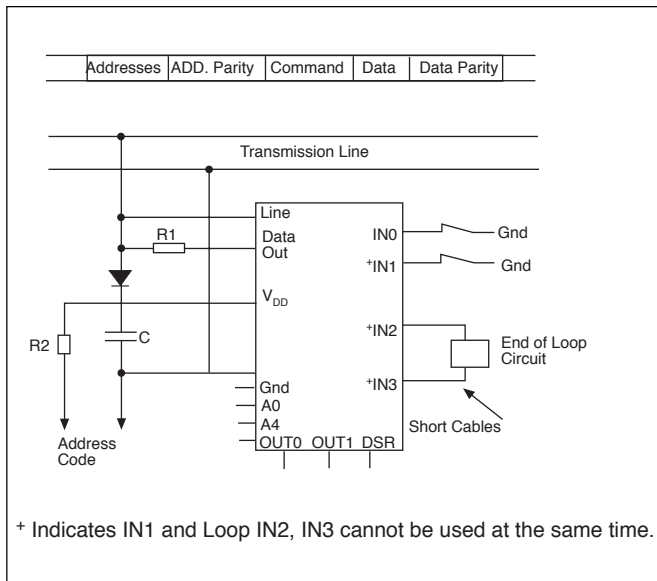 Addresses ADD. Parity Command Data Data Parity
Transmission Line
Line
R1
Data
Out
IN0
Gnd
+IN1
Gnd
VDD
R2
C
+IN2
End of Loop
Circuit
+IN3
Gnd
A0
A4
Short Cables
Address
Code
OUT0 OUT1 DSR
+ Indicates IN1 and Loop IN2, IN3 cannot be used at the same time.